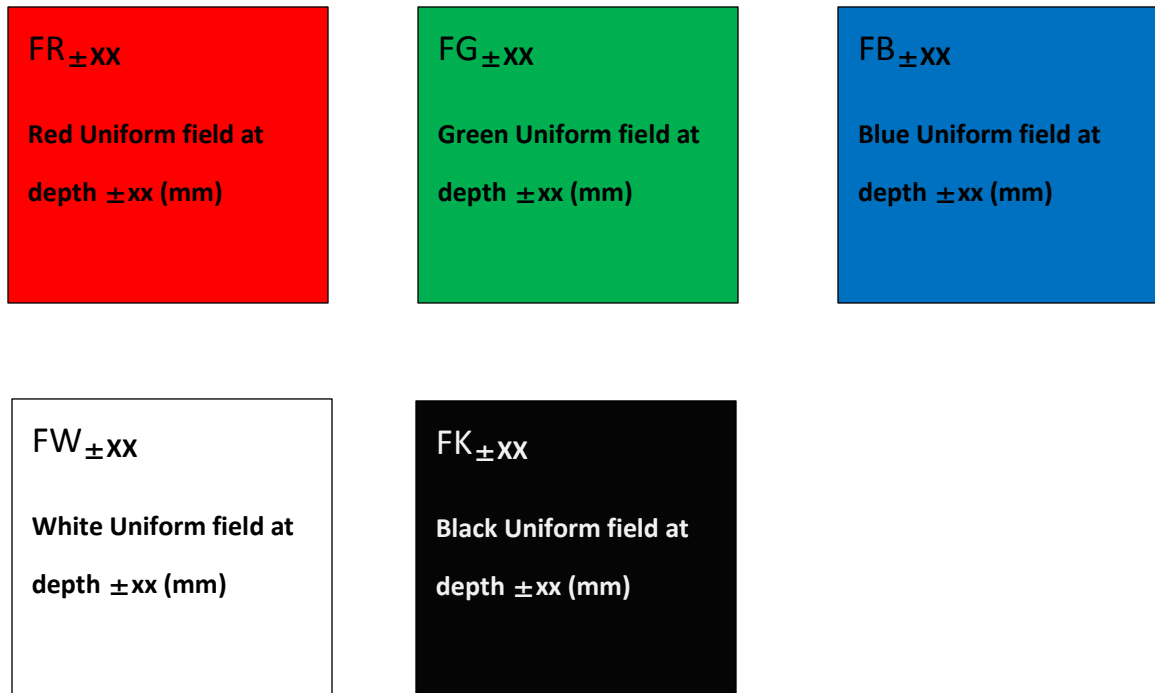 FR±XX
Red Uniform field at
depth ±xx (mm)
FG±XX
Green Uniform field at
depth ±xx (mm)
FB±XX
Blue Uniform field at
depth ±xx (mm)
FW±XX
White Uniform field at
depth ±xx (mm)
FK±XX
Black Uniform field at
depth ±xx (mm)